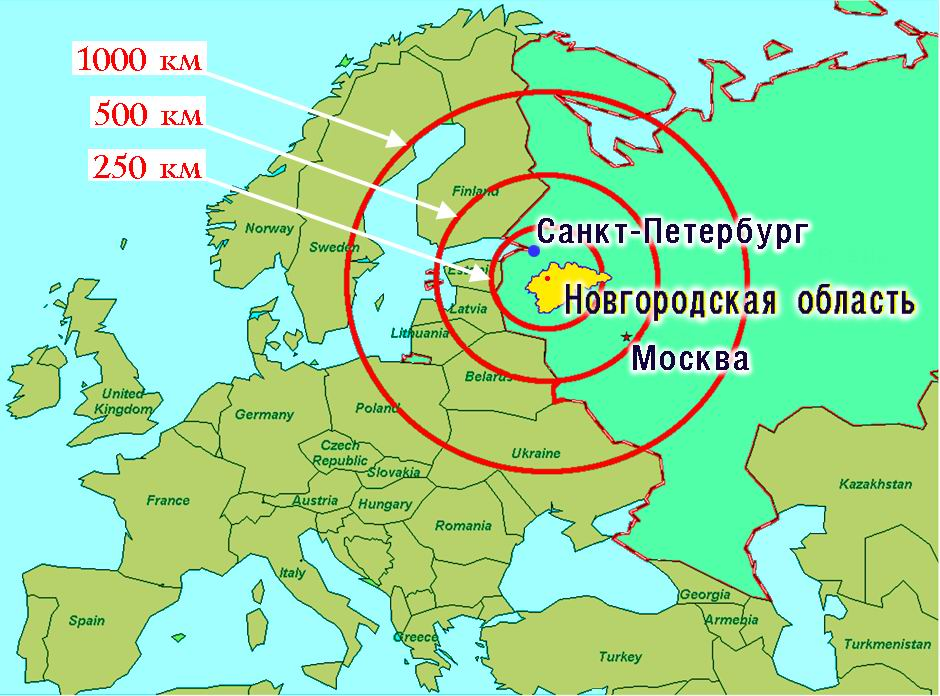 1000 км
500 км
250 км
Finland
Norway
Sweden
Санкт-Петербург
Estonia
Новгородская область
Latvia
Lithuania
Москва
Belarus
United
Kingdom
Germany
Poland
Czech
Republic
Slovakia
Ukraine
Kazakhstan
France
Austria
Hungary
Romania
Italy
Georgia
Armenia
Spain
Greece
Turkey
Turkmenistan